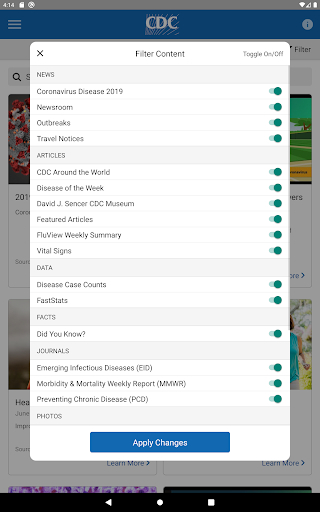 4:14
CDC
Filter
× Filter Content Toggle On/Off
NEWS
Coronavirus Disease 2019
Newsroom
Outbreaks
Travel Notices
ARTICLES
CDC Around the World
Disease of the Week
David J. Sencer CDC Museum
Featured Articles
FluView Weekly Summary
Vital Signs
DATA
Disease Case Counts
FastStats
FACTS
Did You Know?
JOURNALS
Emerging Infectious Diseases (EID)
Morbidity & Mortality Weekly Report (MMWR)
Preventing Chronic Disease (PCD)
PHOTOS
Apply Changes
Learn More
Learn More